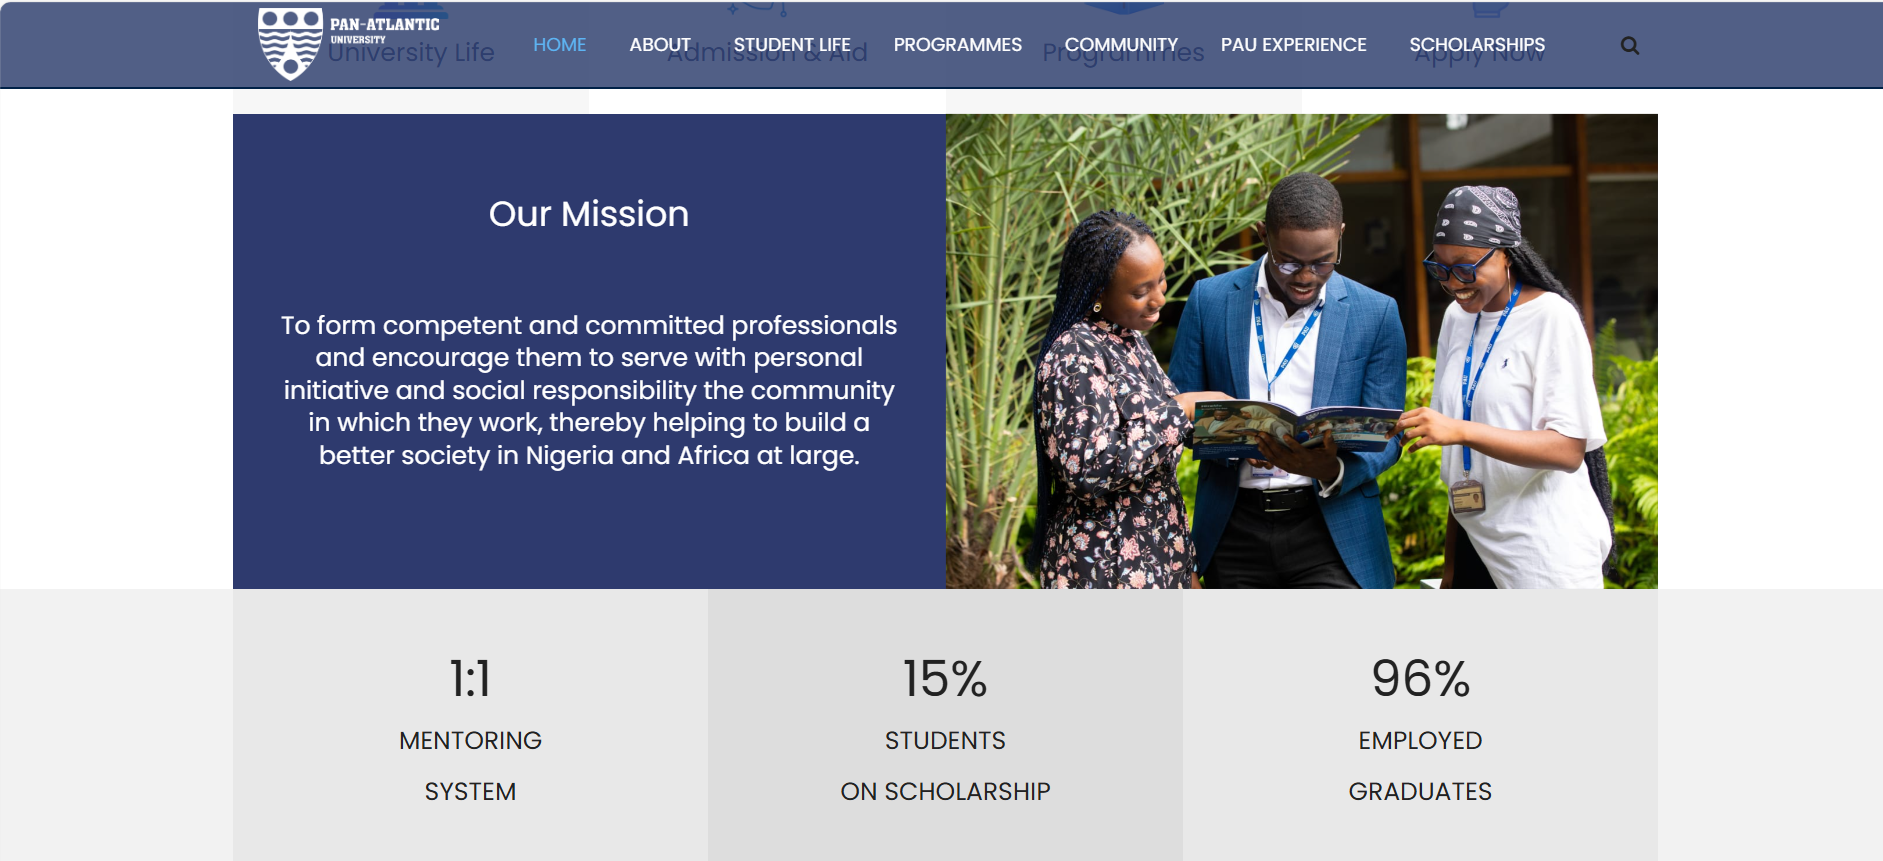 PAN-ATLANTIC
UNIVERSITY
HOME
ABOUT
STUDENT LIFE
PROGRAMMES
COMMUNITY
PAU EXPERIENCE
SCHOLARSHIPS
University Life
Admission & Aid
Programmes
Apply Now
Our Mission
To form competent and committed professionals
and encourage them to serve with personal
initiative and social responsibility the community
in which they work, thereby helping to build a
better society in Nigeria and Africa at large.
PAU
PAU
1:1
MENTORING
SYSTEM
15%
STUDENTS
ON SCHOLARSHIP
96%
EMPLOYED
GRADUATES